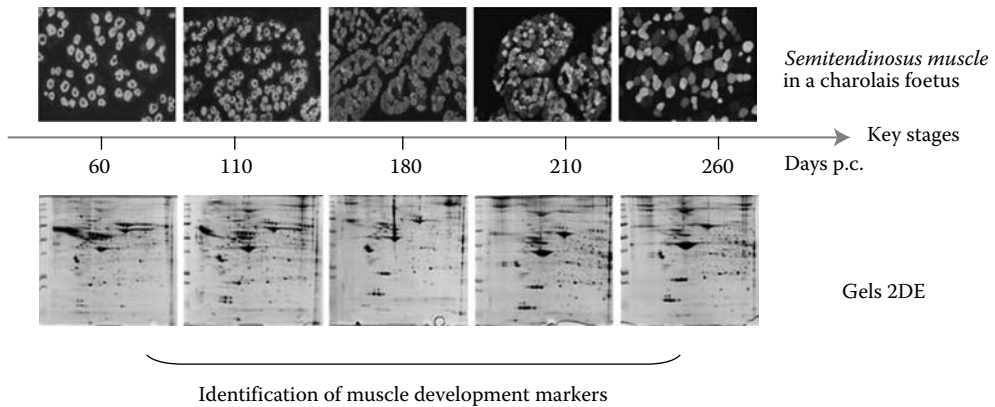 Semitendinosus muscle
in a charolais foetus
Key stages
60 110 180 210 260 Days p.c.
Gels 2DE
Identification of muscle development markers